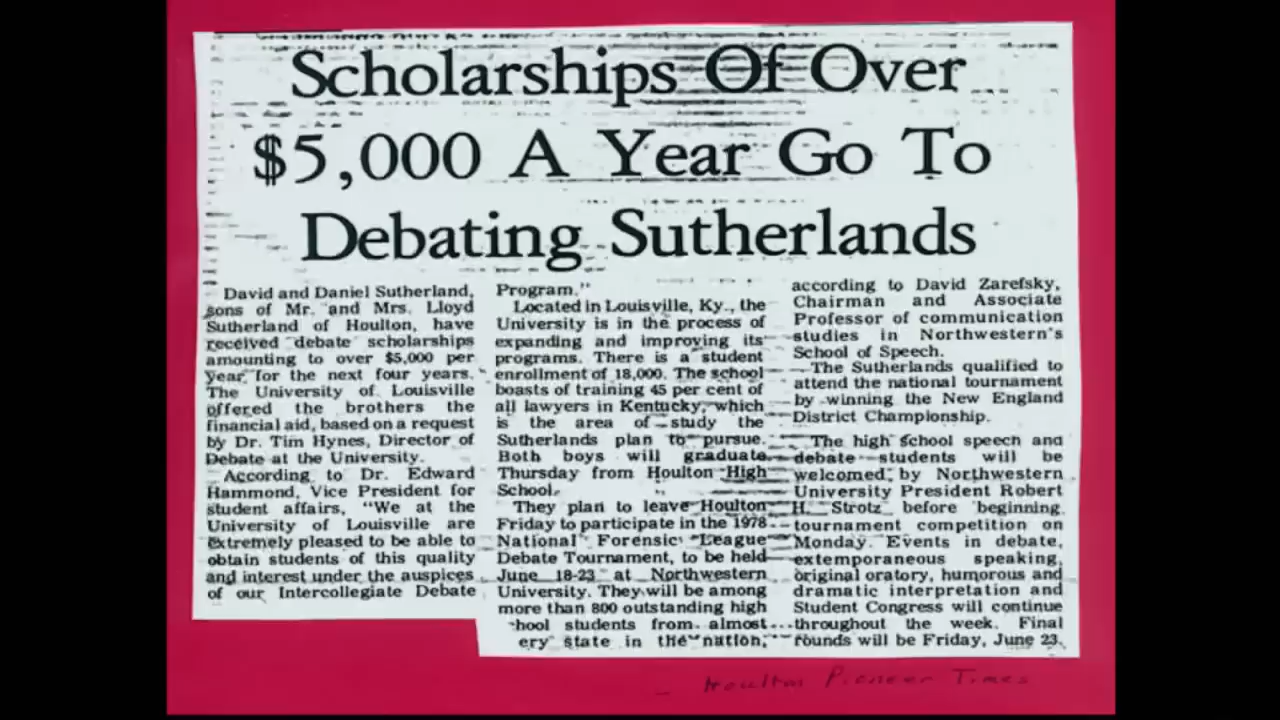 Scholarships Of Over
$5,000 A Year Go To
Debating Sutherlands
David and Daniel Sutherland,
sons of Mr. and Mrs. Lloyd
Sutherland of Houlton, have
received debate scholarships
amounting to over $5,000 per
year for the next four years.
The University of Louisville
offered the brothers the
financial aid, based on a request
by Dr. Tim Hynes, Director of
Debate at the University.
According to Dr. Edward
Hammond, Vice President for
student affairs, "We at the
University of Louisville are
extremely pleased to be able to
obtain students of this quality
and interest under the auspices
of our Intercollegiate Debate
Program."
Located in Louisville, Ky., the
University is in the process of
expanding and improving its
programs. There is a student
enrollment of 18,000. The school
boasts of training 45 per cent of
all lawyers in Kentucky, which
is the area of study the
Sutherlands plan to pursue.
Both boys will graduate
Thursday from Houlton High
School.
They plan to leave Houlton
Friday to participate in the 1978
National Forensic League
Debate Tournament, to be held
June 18-23 at Northwestern
University. They will be among
more than 800 outstanding high
hool students from almost
ery state in the nation,
according to David Zarefsky,
Chairman and Associate
Professor of communication
studies in Northwestern's
School of Speech.
The Sutherlands qualified to
attend the national tournament
by winning the New England
District Championship.
The high school speech and
debate students will be
welcomed by Northwestern
University President Robert
H. Strotz before beginning
tournament competition on
Monday. Events in debate,
extemporaneous speaking,
original oratory, humorous and
dramatic interpretation and
Student Congress will continue
throughout the week. Final
rounds will be Friday, June 23.
– Houlton Pioneer Times